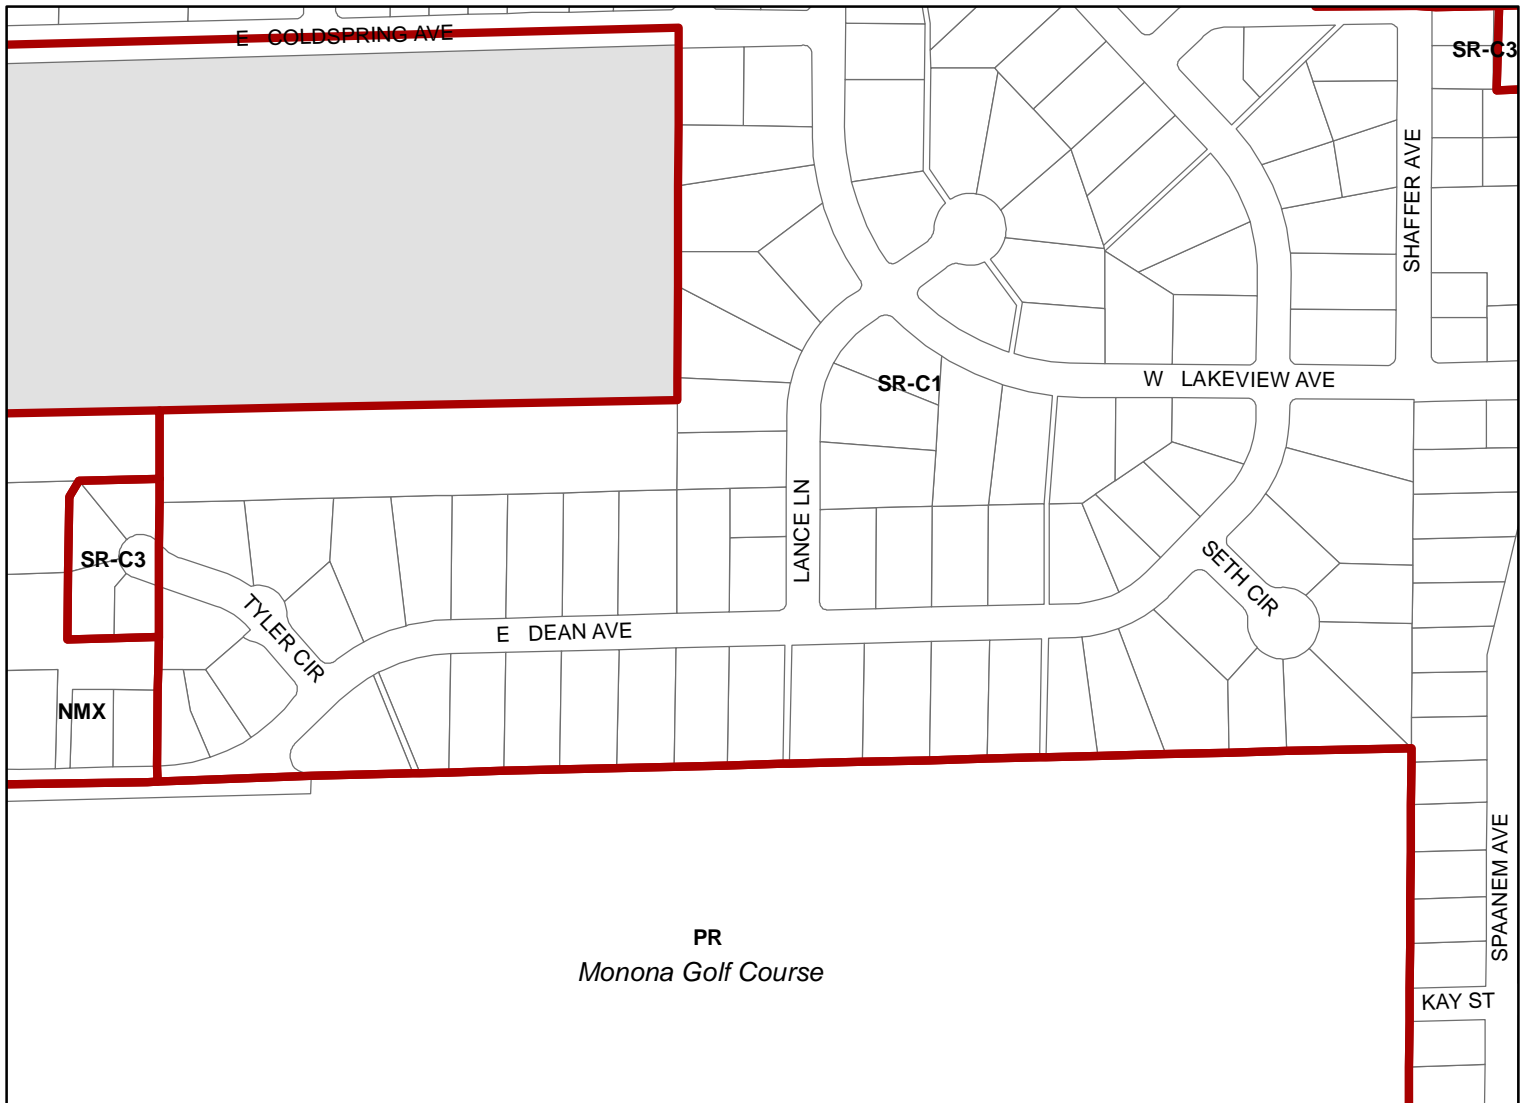 E COLDSPRING AVE
SR-C3
SHAFFER AVE
W LAKEVIEW AVE
SR-C1
LANCE LN
SR-C3
SETH CIR
TYLER CIR
E DEAN AVE
NMX
SPAANEM AVE
PR
Monona Golf Course
KAY ST